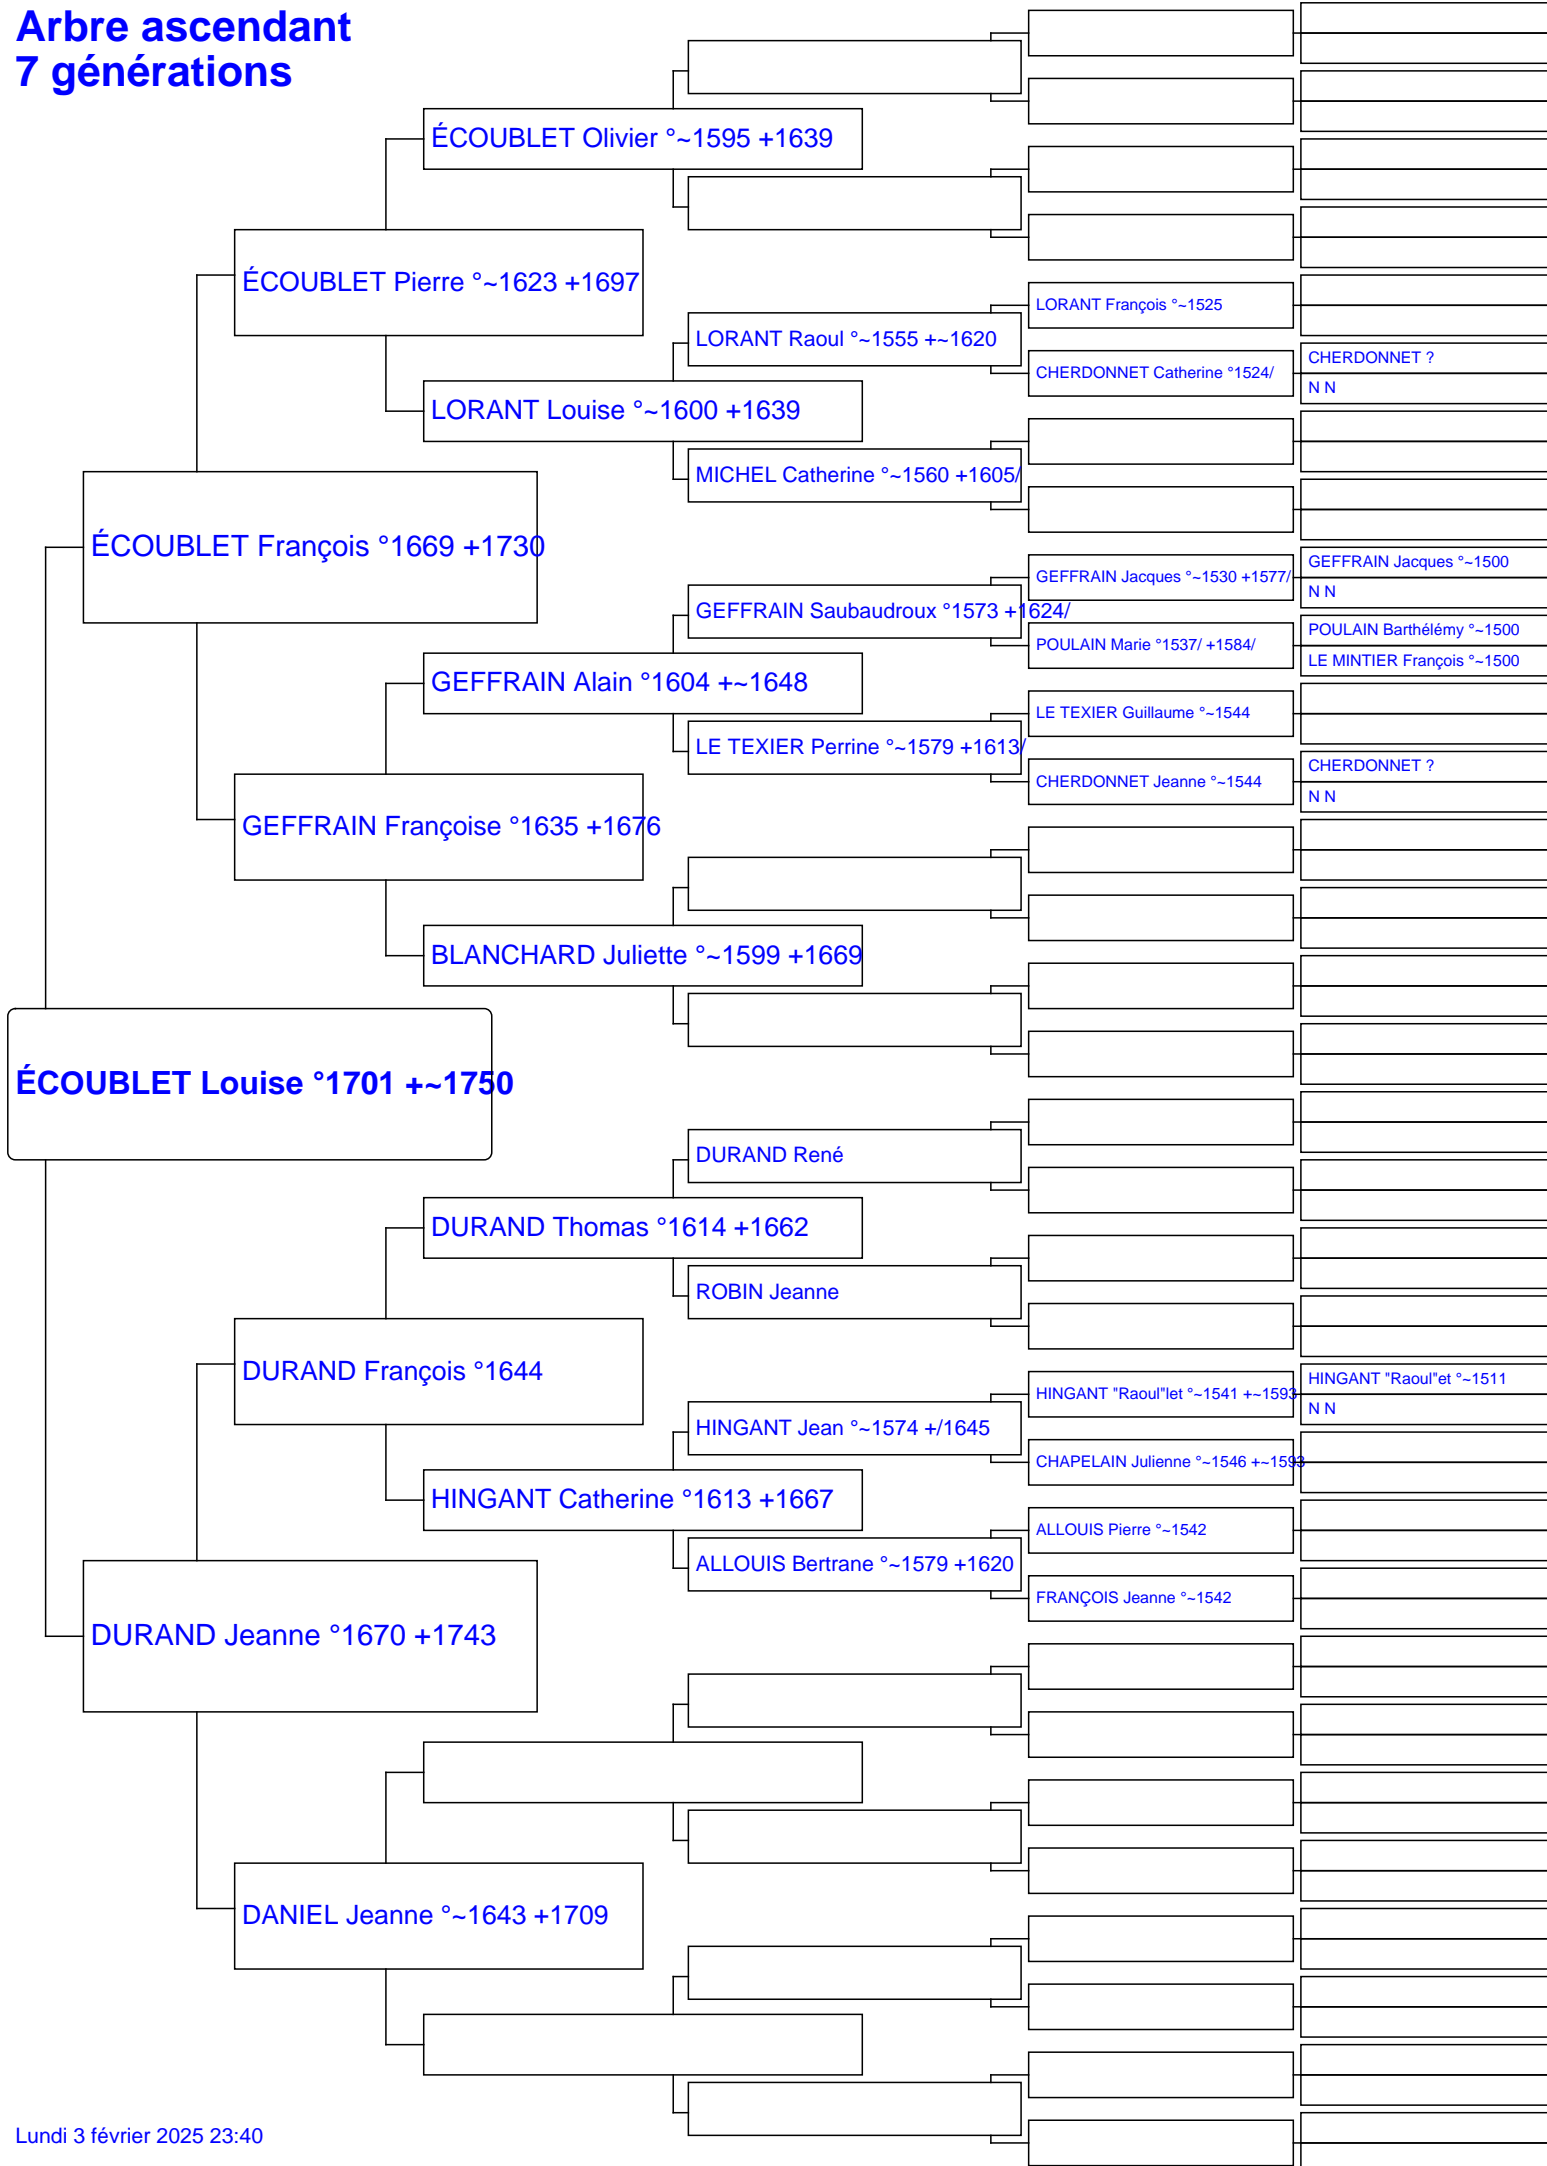 Arbre ascendant
7 générations
ÉCOUBLET Olivier °~1595 +1639
ÉCOUBLET Pierre °~1623 +1697
LORANT François °~1525
LORANT Raoul °~1555 +~1620
CHERDONNET ?
CHERDONNET Catherine °1524/
N N
LORANT Louise °~1600 +1639
MICHEL Catherine °~1560 +1605/
ÉCOUBLET François °1669 +1730
GEFFRAIN Jacques °~1500
GEFFRAIN Jacques °~1530 +1577/
N N
GEFFRAIN Saubaudroux °1573 +1624/
POULAIN Barthélémy °~1500
POULAIN Marie °1537/ +1584/
LE MINTIER François °~1500
GEFFRAIN Alain °1604 +~1648
LE TEXIER Guillaume °~1544
LE TEXIER Perrine °~1579 +1613/
CHERDONNET ?
CHERDONNET Jeanne °~1544
N N
GEFFRAIN Françoise °1635 +1676
BLANCHARD Juliette °~1599 +1669
ÉCOUBLET Louise °1701 +~1750
DURAND René
DURAND Thomas °1614 +1662
ROBIN Jeanne
DURAND François °1644
HINGANT "Raoul"et °~1511
HINGANT "Raoul"let °~1541 +~1593
N N
HINGANT Jean °~1574 +/1645
CHAPELAIN Julienne °~1546 +~1593
HINGANT Catherine °1613 +1667
ALLOUIS Pierre °~1542
ALLOUIS Bertrane °~1579 +1620
FRANÇOIS Jeanne °~1542
DURAND Jeanne °1670 +1743
DANIEL Jeanne °~1643 +1709
Lundi 3 février 2025 23:40